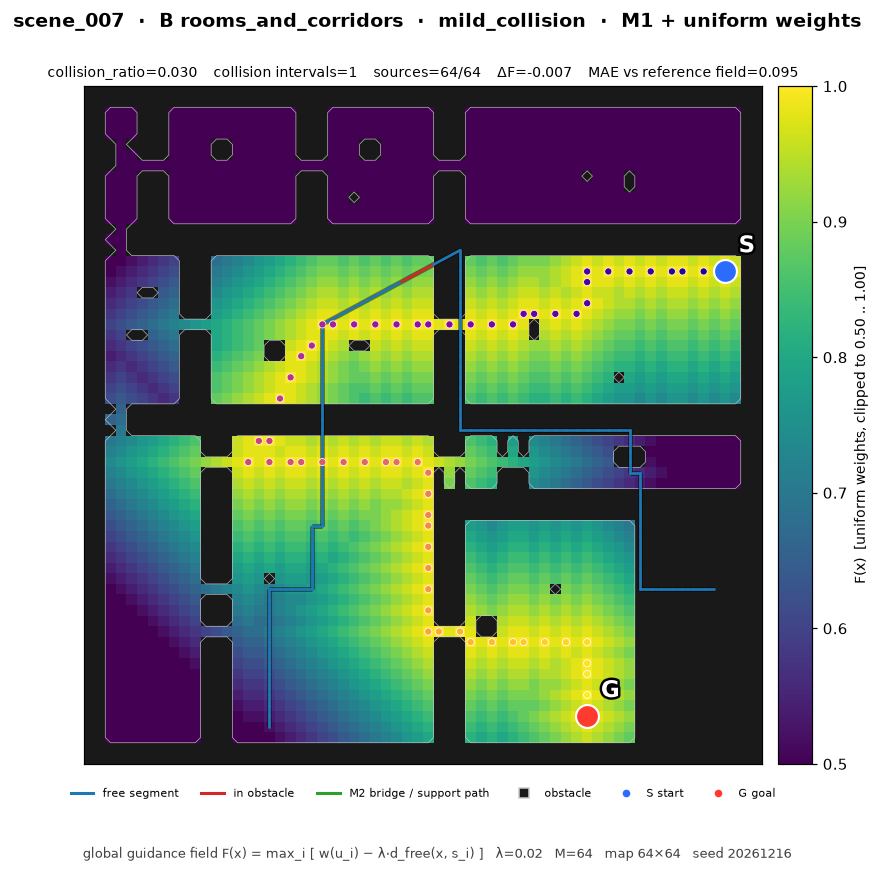 scene_007 · B rooms_and_corridors · mild_collision · M1 + uniform weights
collision_ratio=0.030 collision intervals=1 sources=64/64 ΔF=-0.007 MAE vs reference field=0.095
S
G
1.0
0.9
0.8
0.7
0.6
0.5
F(x) [uniform weights, clipped to 0.50 .. 1.00]
free segment
in obstacle
M2 bridge / support path
obstacle
S start
G goal
global guidance field F(x) = max_i [ w(u_i) − λ·d_free(x, s_i) ] λ=0.02 M=64 map 64×64 seed 20261216